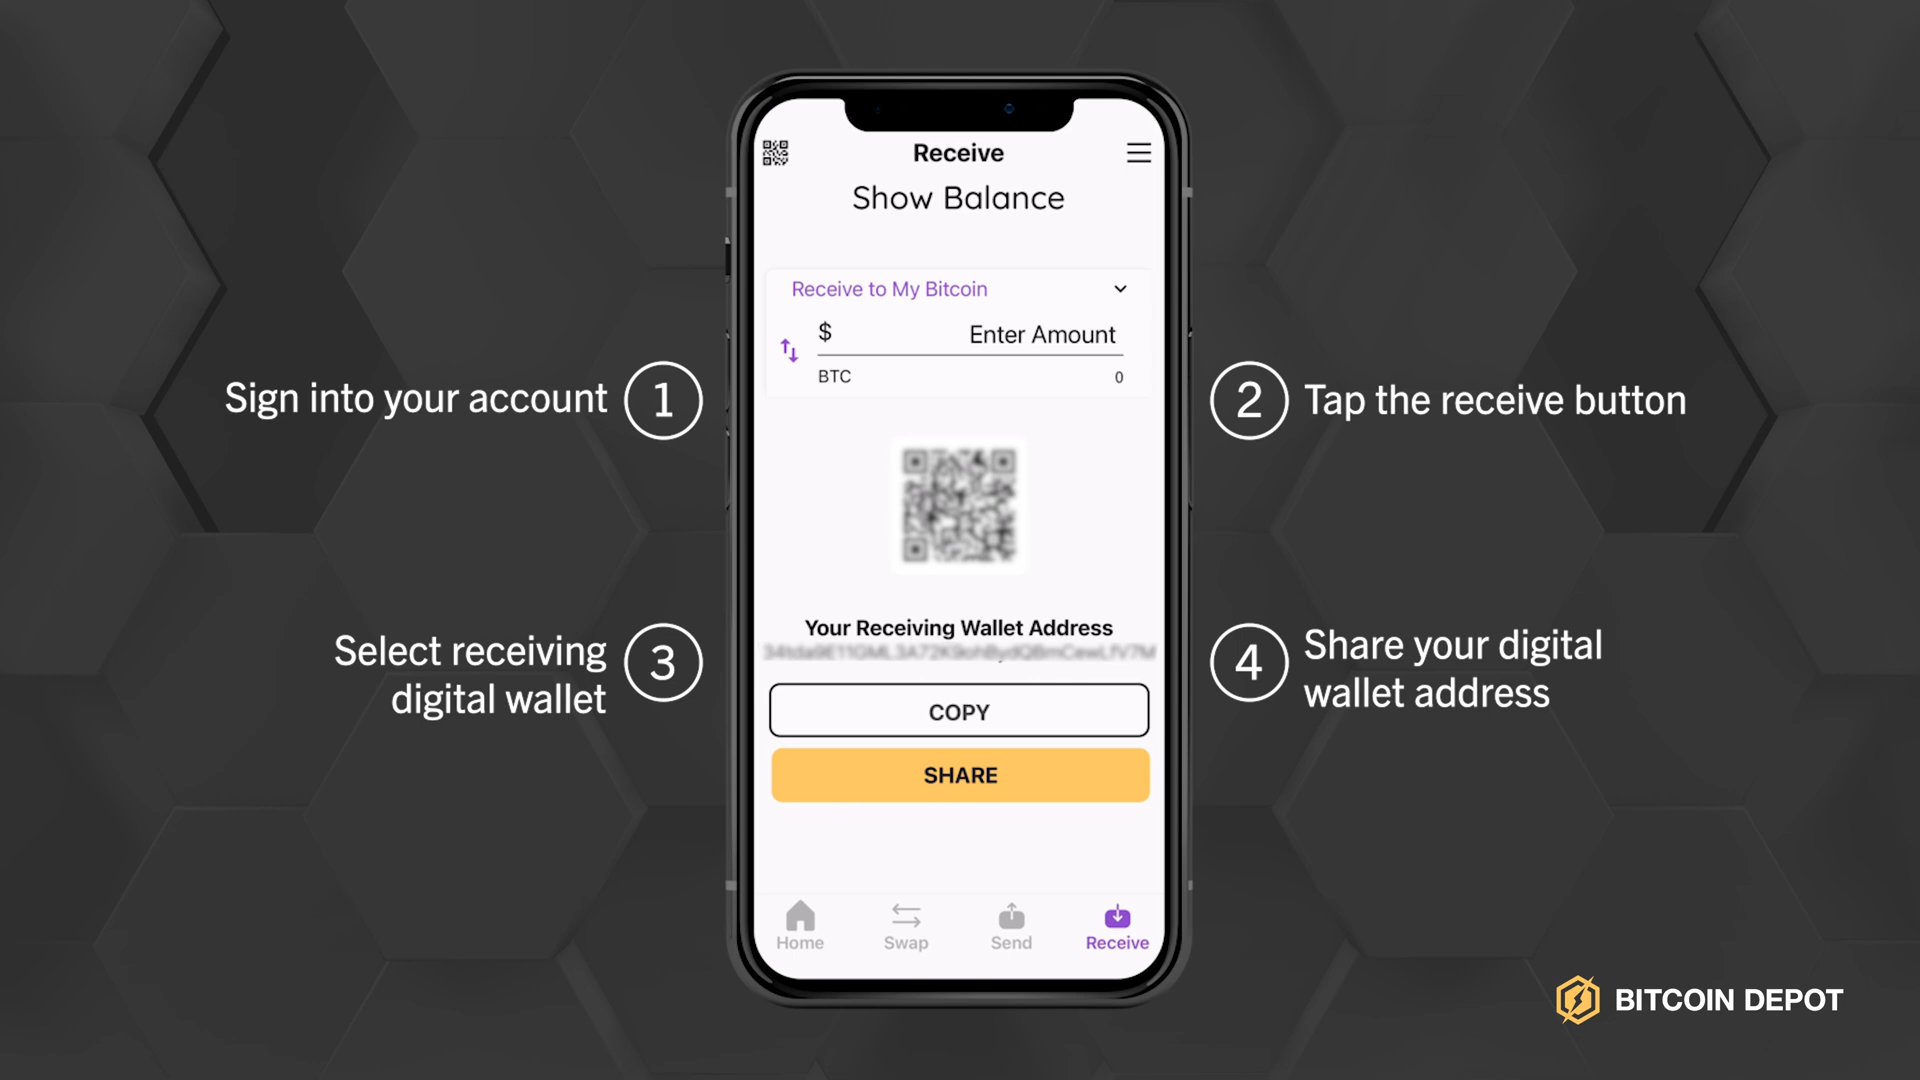 Receive
Show Balance
Receive to My Bitcoin
$ Enter Amount
BTC 0
Sign into your account 1
2 Tap the receive button
Select receiving
digital wallet
3
4
Share your digital
wallet address
Your Receiving Wallet Address
COPY
SHARE
Home Swap Send Receive
BITCOIN DEPOT